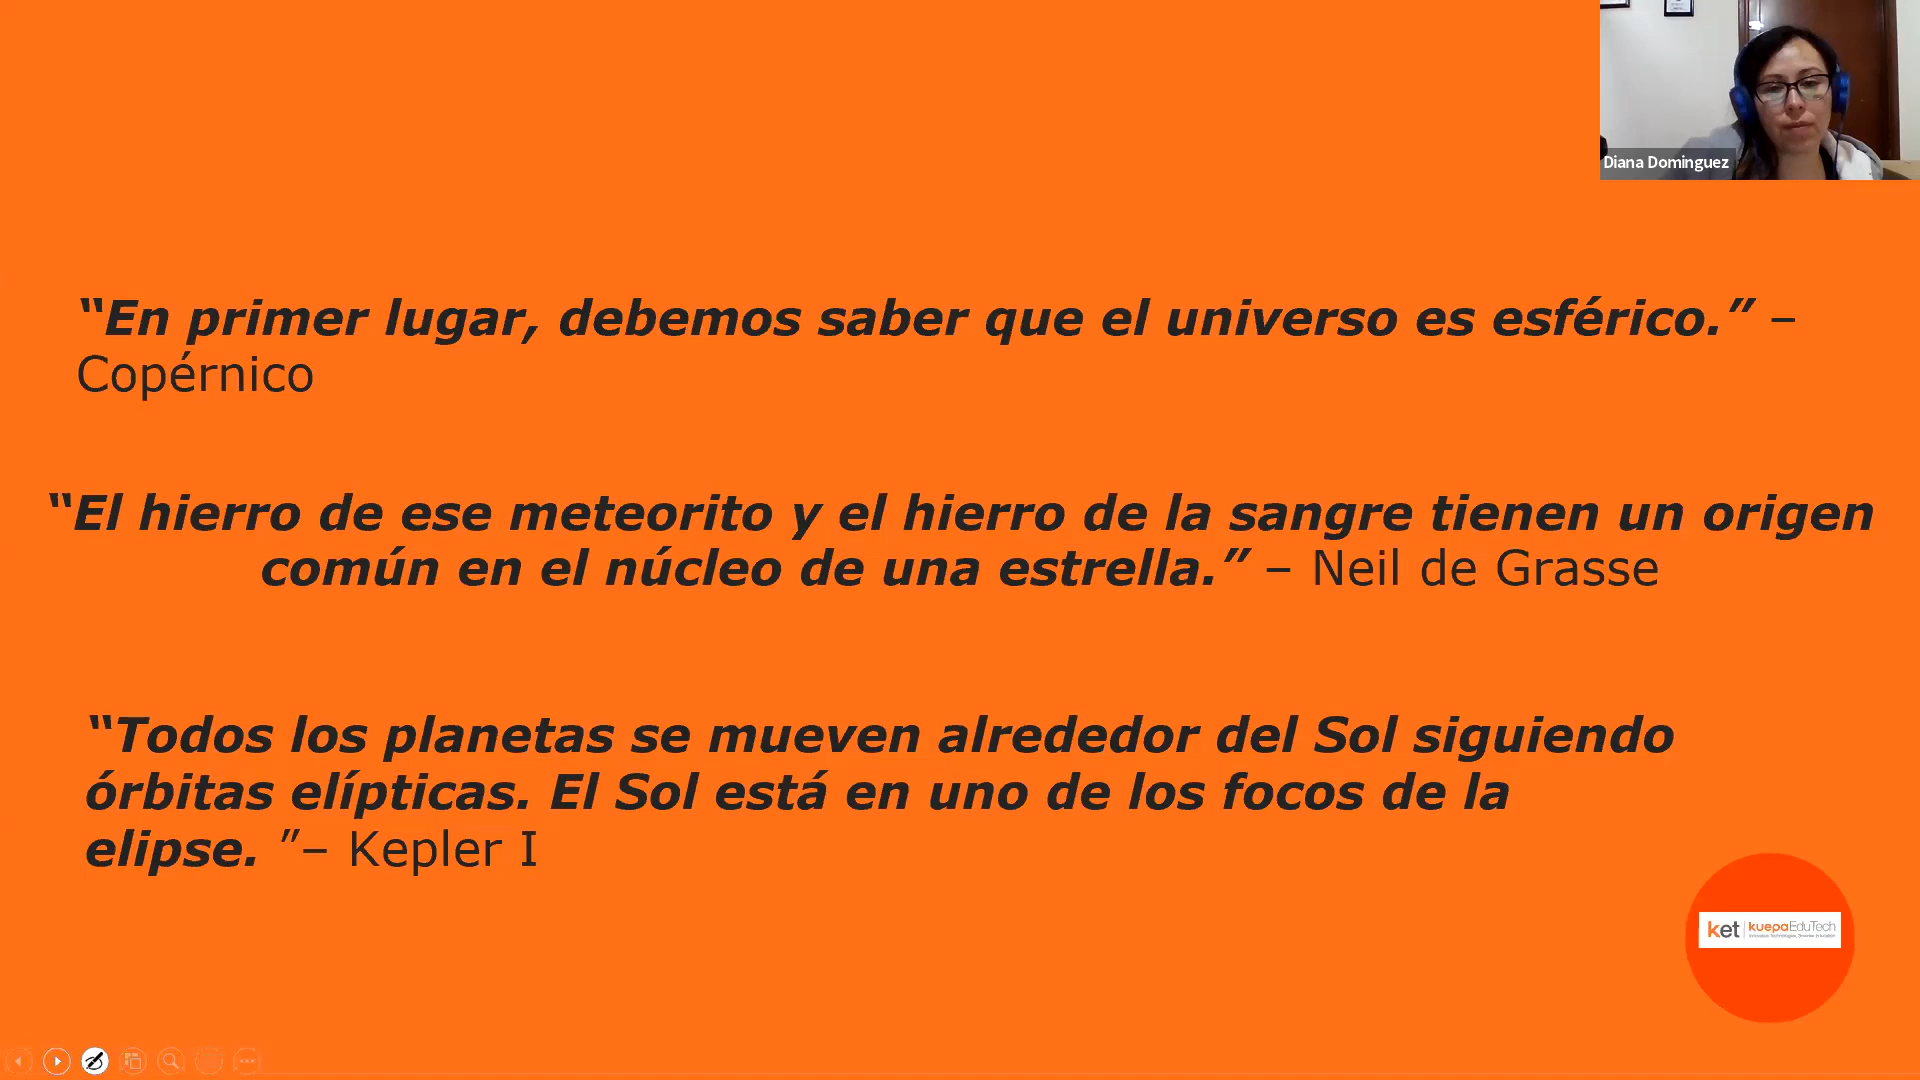 Diana Dominguez
“En primer lugar, debemos saber que el universo es esférico.” –
Copérnico
“El hierro de ese meteorito y el hierro de la sangre tienen un origen
común en el núcleo de una estrella.” – Neil de Grasse
“Todos los planetas se mueven alrededor del Sol siguiendo
órbitas elípticas. El Sol está en uno de los focos de la
elipse. ”– Kepler I
ket kuepaEduTech